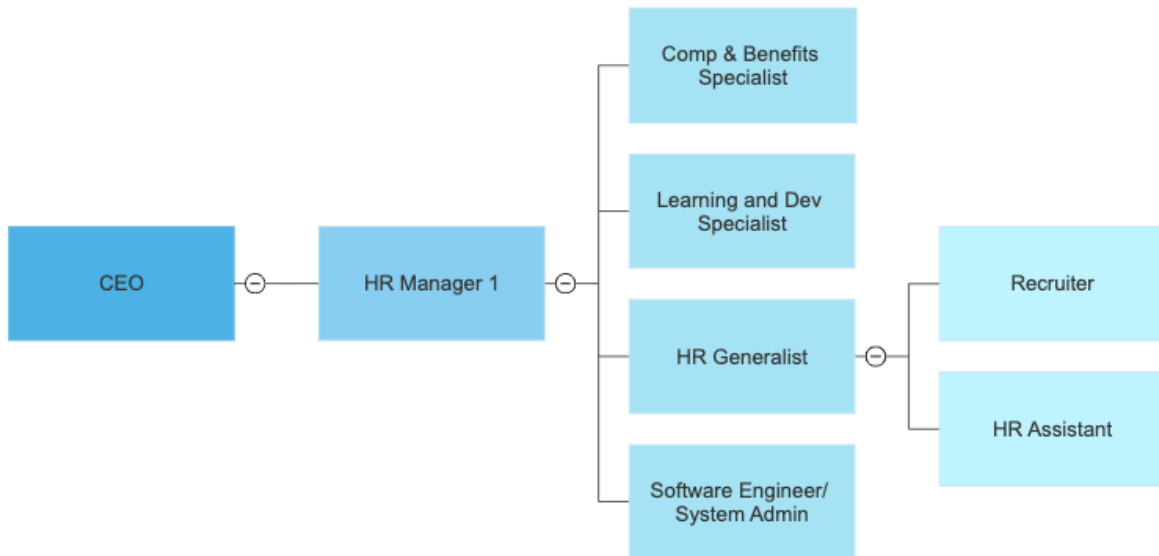 CEO
HR Manager 1
Comp & Benefits
Specialist
Learning and Dev
Specialist
HR Generalist
Software Engineer/
System Admin
Recruiter
HR Assistant